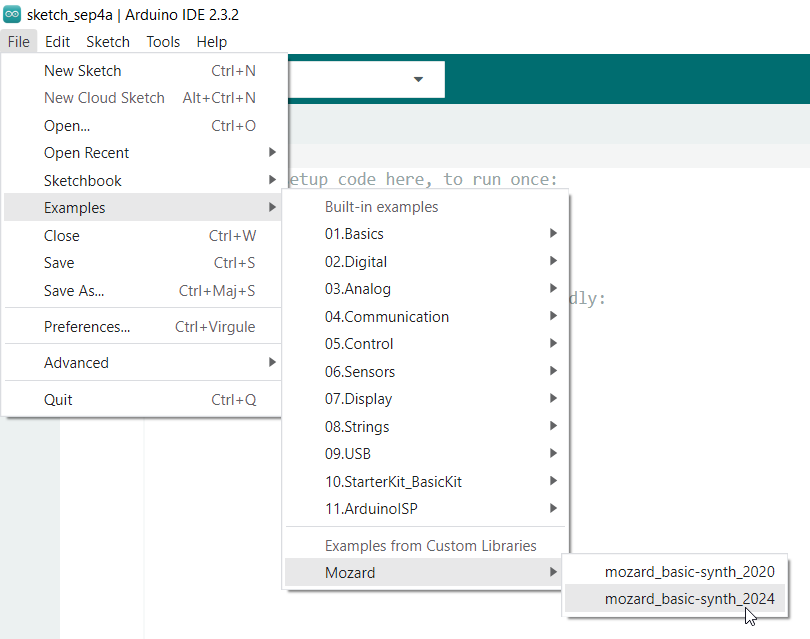 sketch_sep4a | Arduino IDE 2.3.2
File Edit Sketch Tools Help
New Sketch Ctrl+N
New Cloud Sketch Alt+Ctrl+N
Open... Ctrl+O
Open Recent
Sketchbook
Examples
Close Ctrl+W
Save Ctrl+S
Save As... Ctrl+Maj+S
Preferences... Ctrl+Virgule
Advanced
Quit Ctrl+Q
etup code here, to run once:
dly:
Built-in examples
01.Basics
02.Digital
03.Analog
04.Communication
05.Control
06.Sensors
07.Display
08.Strings
09.USB
10.StarterKit_BasicKit
11.ArduinoISP
Examples from Custom Libraries
Mozard
mozard_basic-synth_2020
mozard_basic-synth_2024